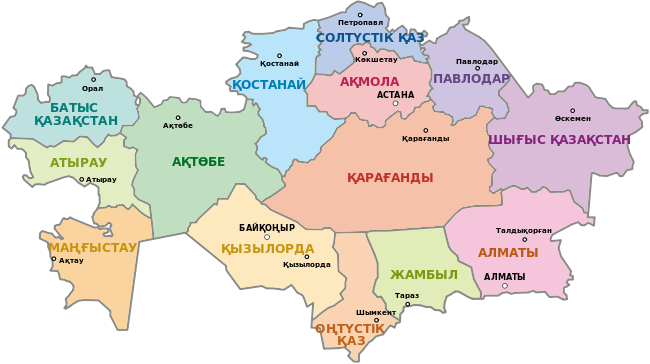 Петропавл
СОЛТҮСТІК ҚАЗ
Қостанай
Көкшетау
ҚОСТАНАЙ
АҚМОЛА
АСТАНА
Павлодар
ПАВЛОДАР
Орал
БАТЫС
ҚАЗАҚСТАН
Ақтөбе
АҚТӨБЕ
Өскемен
ШЫҒЫС ҚАЗАҚСТАН
Қарағанды
ҚАРАҒАНДЫ
АТЫРАУ
Атырау
МАҢҒЫСТАУ
Ақтау
БАЙҚОҢЫР
ҚЫЗЫЛОРДА
Қызылорда
Талдықорған
АЛМАТЫ
АЛМАТЫ
ЖАМБЫЛ
Тараз
Шымкент
ОҢТҮСТІК
ҚАЗ